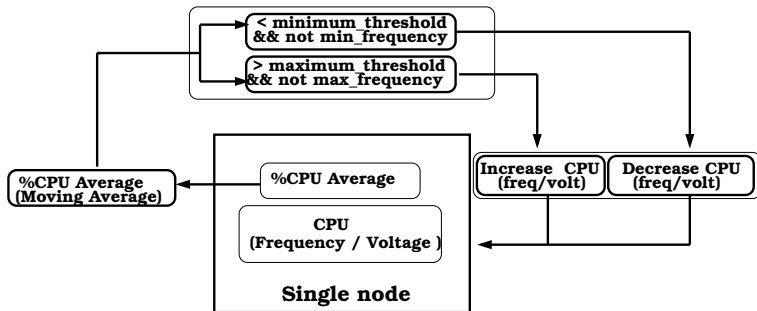 < minimum_threshold
&& not min_frequency
> maximum_threshold
&& not max_frequency
%CPU Average
(Moving Average)
%CPU Average
CPU
(Frequency / Voltage )
Single node
Increase CPU
(freq/volt)
Decrease CPU
(freq/volt)